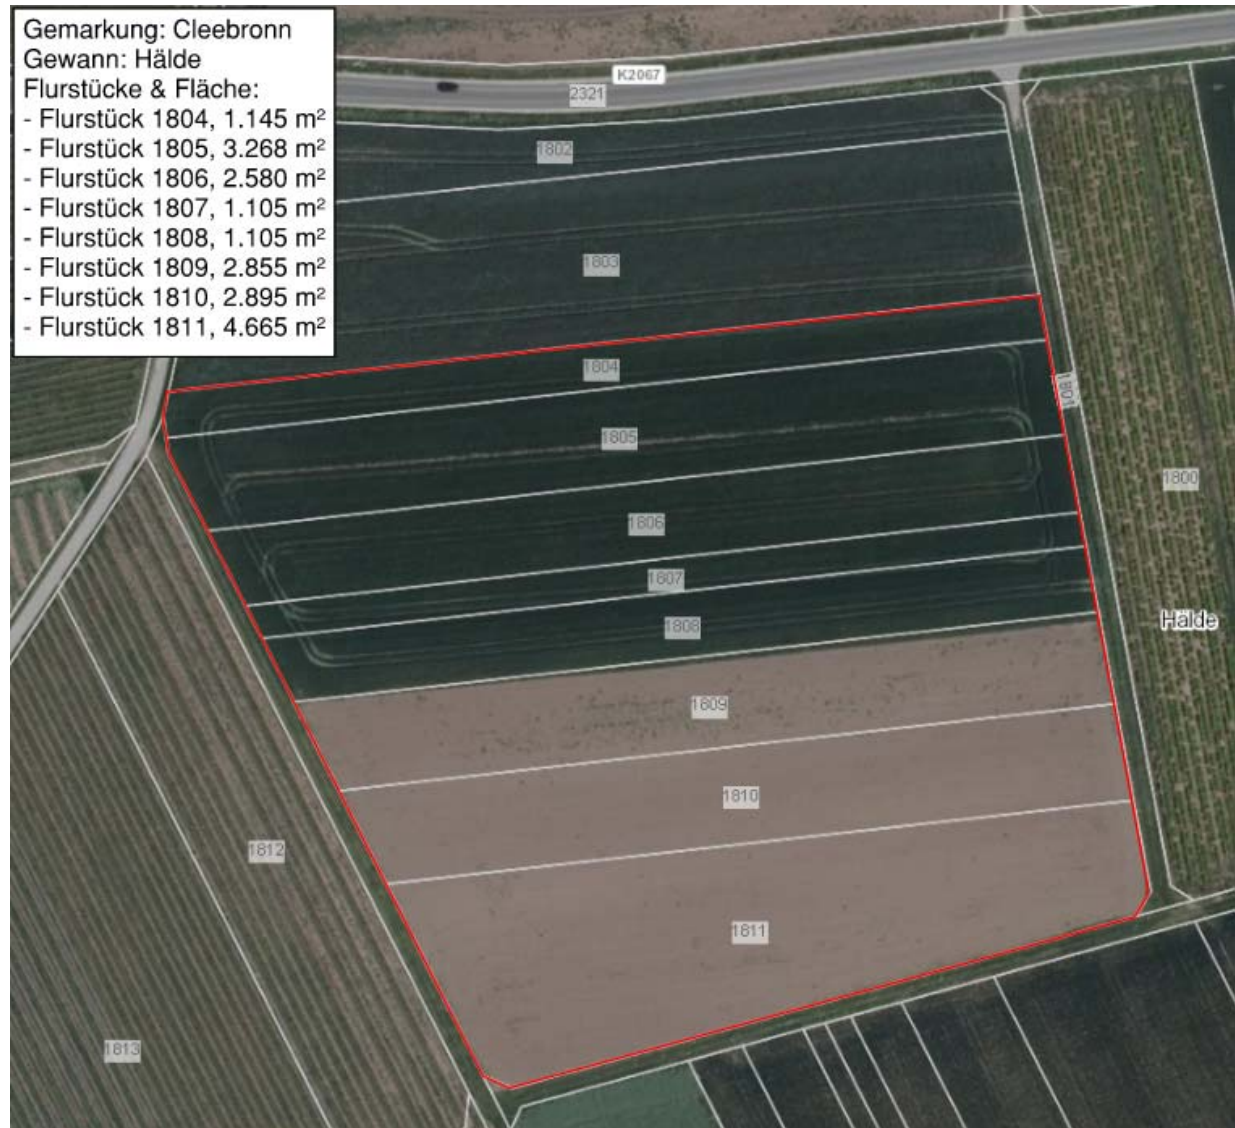 Gemarkung: Cleebronn
Gewann: Hälde
Flurstücke & Fläche:
- Flurstück 1804, 1.145 m²
- Flurstück 1805, 3.268 m²
- Flurstück 1806, 2.580 m²
- Flurstück 1807, 1.105 m²
- Flurstück 1808, 1.105 m²
- Flurstück 1809, 2.855 m²
- Flurstück 1810, 2.895 m²
- Flurstück 1811, 4.665 m²
K2067
2321
1802
1803
1804
1801
1805
1800
1806
1807
1808
Hälde
1809
1810
1812
1811
1813